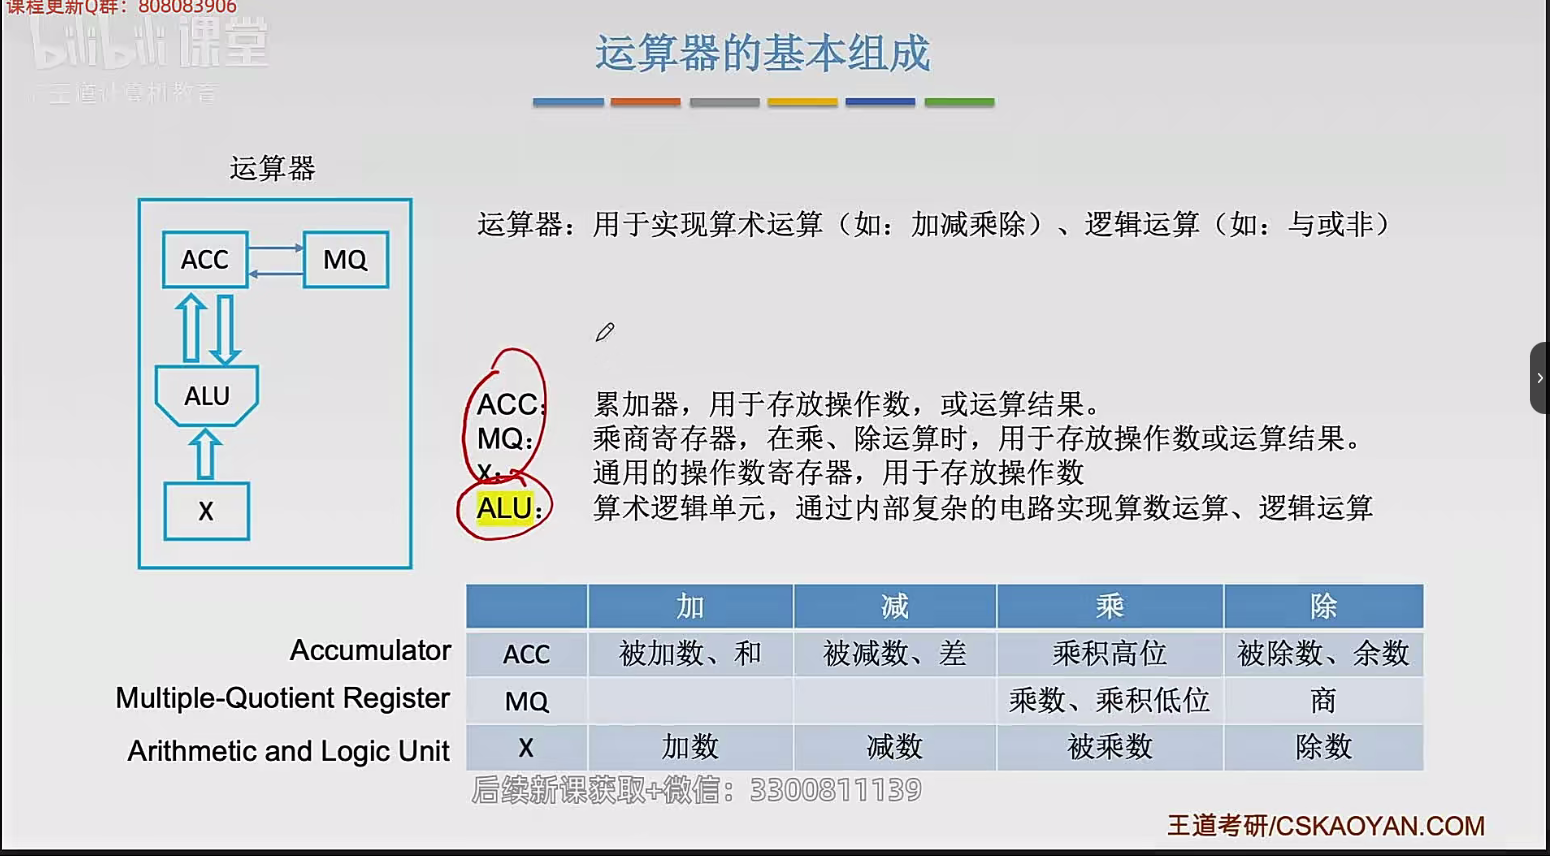 课程更新Q群：808083906
bilibili 课堂
王道计算机教育
运算器的基本组成
运算器
ACC
MQ
ALU
X
运算器：用于实现算术运算（如：加减乘除）、逻辑运算（如：与或非）
ACC： 累加器，用于存放操作数，或运算结果。
MQ： 乘商寄存器，在乘、除运算时，用于存放操作数或运算结果。
X： 通用的操作数寄存器，用于存放操作数
ALU： 算术逻辑单元，通过内部复杂的电路实现算数运算、逻辑运算
加 减 乘 除
Accumulator ACC 被加数、和 被减数、差 乘积高位 被除数、余数
Multiple-Quotient Register MQ 乘数、乘积低位 商
Arithmetic and Logic Unit X 加数 减数 被乘数 除数
后续新课获取+微信：3300811139
王道考研/CSKAOYAN.COM